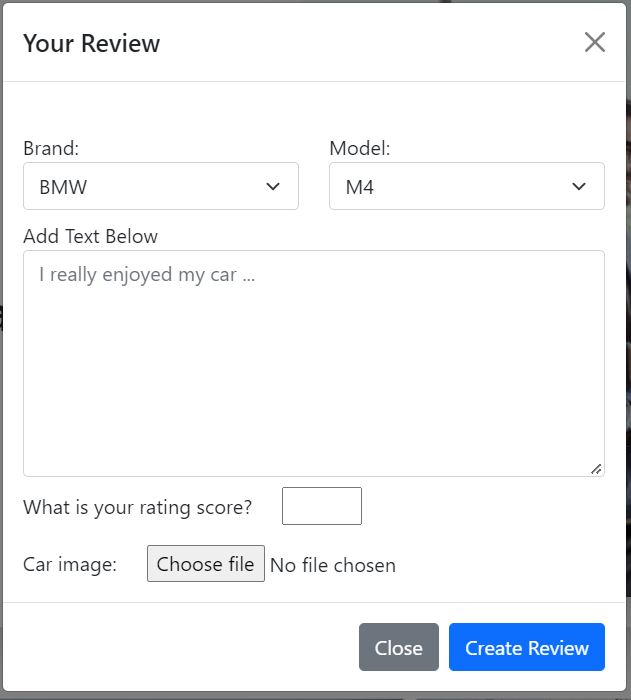 Your Review
Brand: Model:
BMW M4
Add Text Below
I really enjoyed my car ...
What is your rating score?
Car image: Choose file No file chosen
Close Create Review